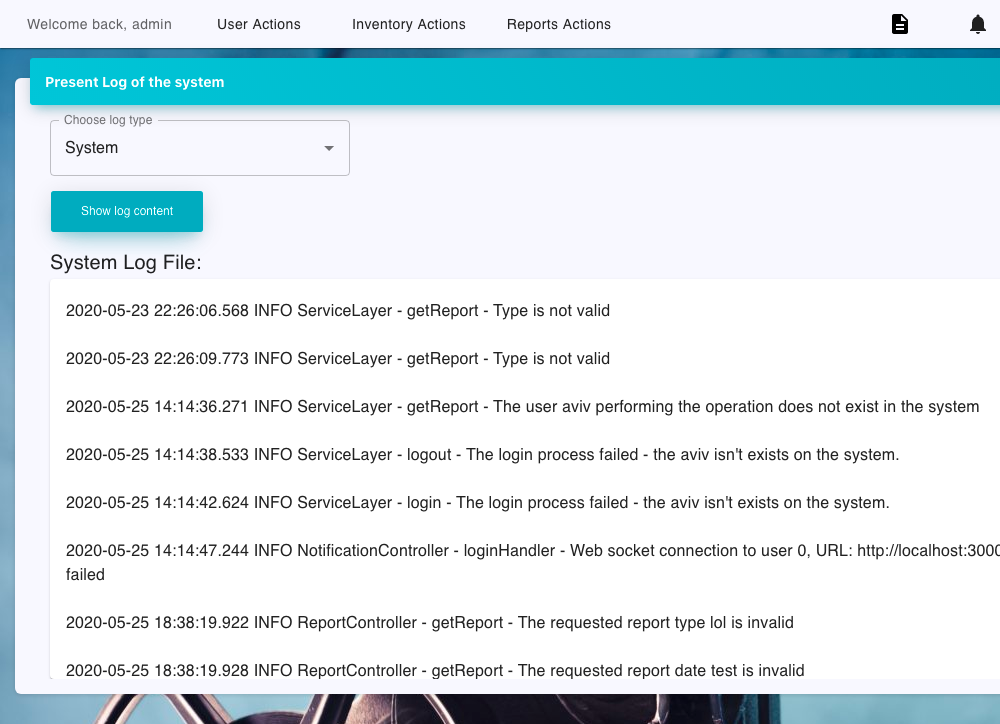 Welcome back, admin
User Actions
Inventory Actions
Reports Actions
Present Log of the system
Choose log type
System
Show log content
System Log File:
2020-05-23 22:26:06.568 INFO ServiceLayer - getReport - Type is not valid
2020-05-23 22:26:09.773 INFO ServiceLayer - getReport - Type is not valid
2020-05-25 14:14:36.271 INFO ServiceLayer - getReport - The user aviv performing the operation does not exist in the system
2020-05-25 14:14:38.533 INFO ServiceLayer - logout - The login process failed - the aviv isn't exists on the system.
2020-05-25 14:14:42.624 INFO ServiceLayer - login - The login process failed - the aviv isn't exists on the system.
2020-05-25 14:14:47.244 INFO NotificationController - loginHandler - Web socket connection to user 0, URL: http://localhost:3000
failed
2020-05-25 18:38:19.922 INFO ReportController - getReport - The requested report type lol is invalid
2020-05-25 18:38:19.928 INFO ReportController - getReport - The requested report date test is invalid